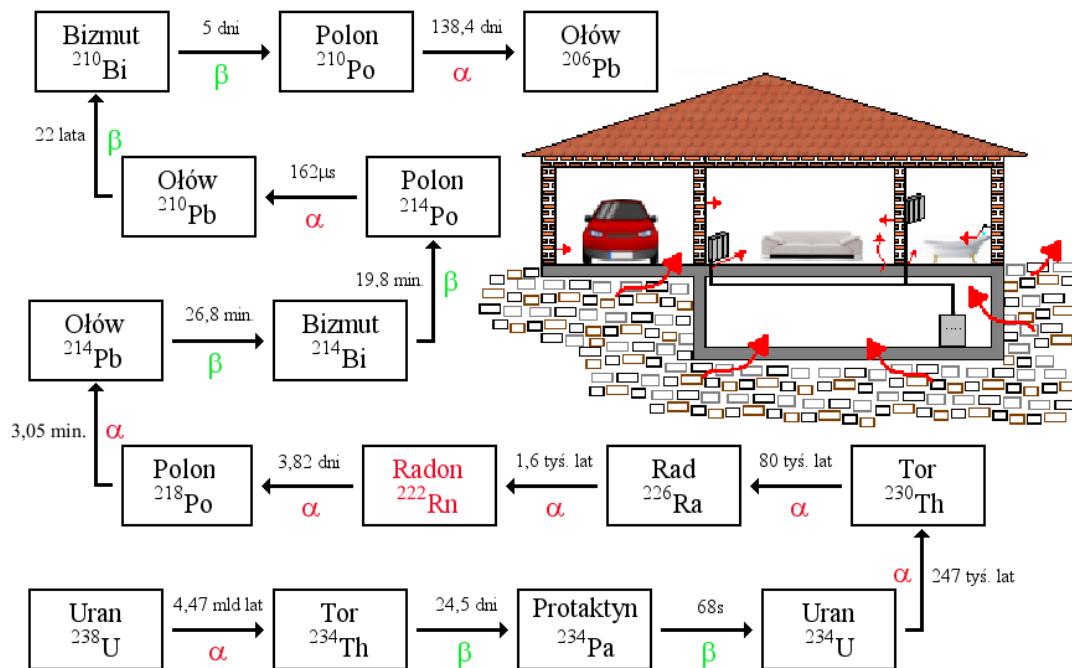 Bizmut
²¹⁰Bi
5 dni
β
Polon
²¹⁰Po
138,4 dni
α
Ołów
²⁰⁶Pb
22 lata
β
Ołów
²¹⁰Pb
162μs
α
Polon
²¹⁴Po
19,8 min.
β
Ołów
²¹⁴Pb
26,8 min.
β
Bizmut
²¹⁴Bi
3,05 min.
α
Polon
²¹⁸Po
3,82 dni
α
Radon
²²²Rn
1,6 tyś. lat
α
Rad
²²⁶Ra
80 tyś. lat
α
Tor
²³⁰Th
α
247 tyś. lat
Uran
²³⁸U
4,47 mld lat
α
Tor
²³⁴Th
24,5 dni
β
Protaktyn
²³⁴Pa
68s
β
Uran
²³⁴U